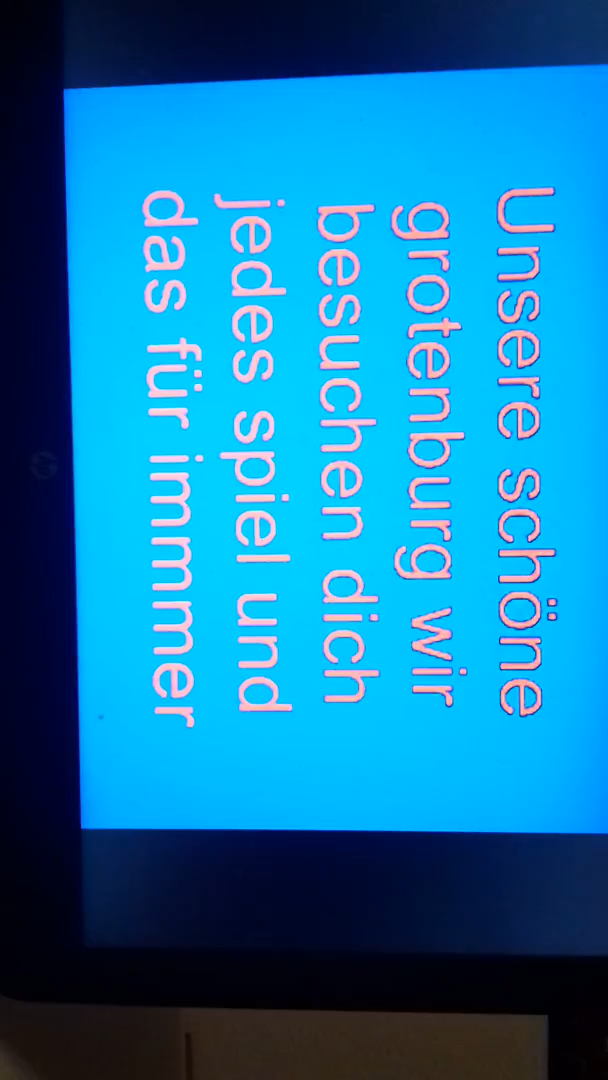 Unsere schöne
grotenburg wir
besuchen dich
jedes spiel und
das für immmer